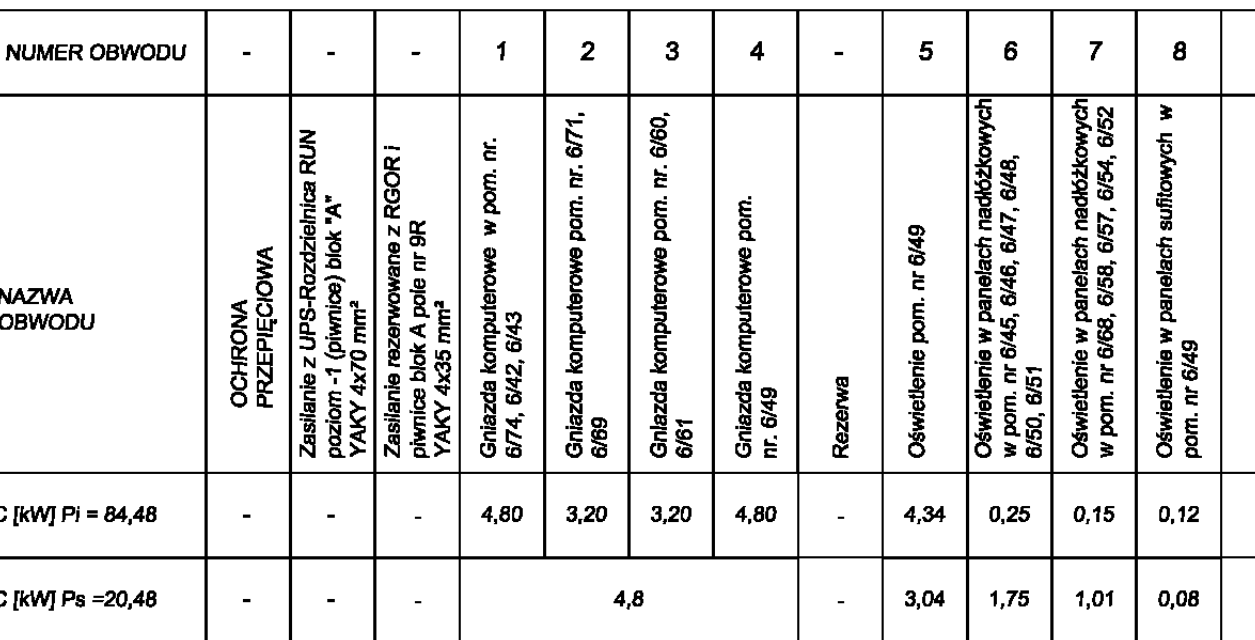 NUMER OBWODU - - - 1 2 3 4 - 5 6 7 8
NAZWA
OBWODU
OCHRONA
PRZEPIĘCIOWA
Zasilanie z UPS-Rozdzielnica RUN
poziom -1 (piwnice) blok "A"
YAKY 4x70 mm²
Zasilanie rezerwowane z RGOR i
piwnice blok A pole nr 9R
YAKY 4x35 mm²
Gniazda komputerowe w pom. nr.
6/74, 6/42, 6/43
Gniazda komputerowe pom. nr. 6/71,
6/69
Gniazda komputerowe pom. nr. 6/60,
6/61
Gniazda komputerowe pom.
nr. 6/49
Rezerwa
Oświetlenie pom. nr 6/49
Oświetlenie w panelach nadłóżkowych
w pom. nr 6/45, 6/46, 6/47, 6/48,
6/50, 6/51
Oświetlenie w panelach nadłóżkowych
w pom. nr 6/68, 6/58, 6/57, 6/54, 6/52
Oświetlenie w panelach sufitowych w
pom. nr 6/49
C [kW] Pi = 84,48 - - - 4,80 3,20 3,20 4,80 - 4,34 0,25 0,15 0,12
C [kW] Ps =20,48 - - - 4,8 - 3,04 1,75 1,01 0,08